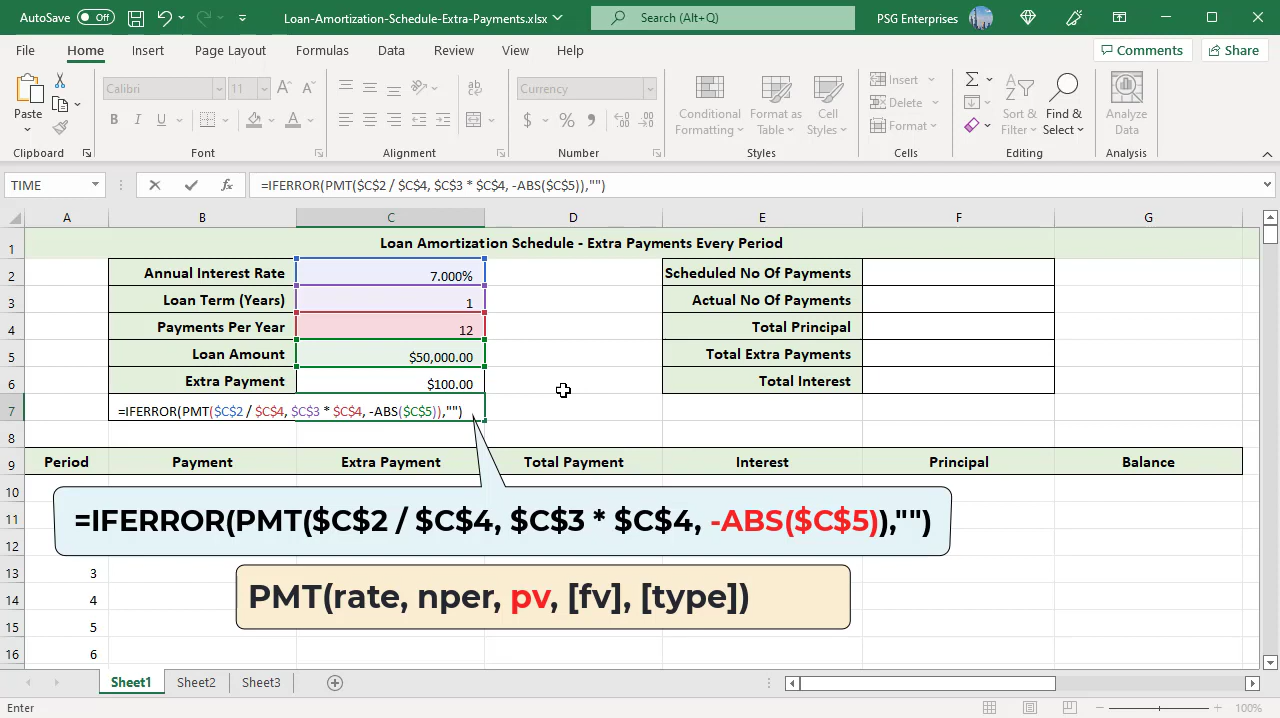 AutoSave Off Loan-Amortization-Schedule-Extra-Payments.xlsx Search (Alt+Q) PSG Enterprises
File Home Insert Page Layout Formulas Data Review View Help Comments Share
Paste
Calibri 11
B I U A
ab
Currency
$ % 9
Conditional Formatting
Format as Table
Cell Styles
Insert
Delete
Format
Sort & Filter
Find & Select
Analyze Data
Clipboard Font Alignment Number Styles Cells Editing Analysis
TIME fx =IFERROR(PMT($C$2 / $C$4, $C$3 * $C$4, -ABS($C$5)),"")
A B C D E F G
1 Loan Amortization Schedule - Extra Payments Every Period
2 Annual Interest Rate 7.000% Scheduled No Of Payments
3 Loan Term (Years) 1 Actual No Of Payments
4 Payments Per Year 12 Total Principal
5 Loan Amount $50,000.00 Total Extra Payments
6 Extra Payment $100.00 Total Interest
7 =IFERROR(PMT($C$2 / $C$4, $C$3 * $C$4, -ABS($C$5)),"")
8
9 Period Payment Extra Payment Total Payment Interest Principal Balance
10
11 =IFERROR(PMT($C$2 / $C$4, $C$3 * $C$4, -ABS($C$5)),"")
12
13 3
14 4 PMT(rate, nper, pv, [fv], [type])
15 5
16 6
Sheet1 Sheet2 Sheet3
Enter 100%